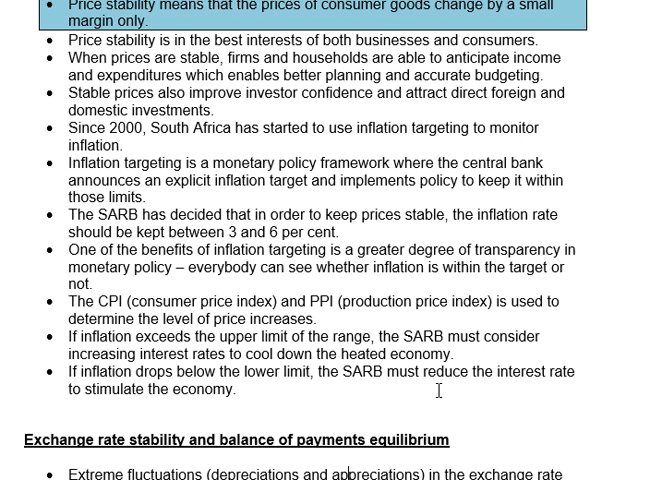 • Price stability means that the prices of consumer goods change by a small
margin only.
• Price stability is in the best interests of both businesses and consumers.
• When prices are stable, firms and households are able to anticipate income
and expenditures which enables better planning and accurate budgeting.
• Stable prices also improve investor confidence and attract direct foreign and
domestic investments.
• Since 2000, South Africa has started to use inflation targeting to monitor
inflation.
• Inflation targeting is a monetary policy framework where the central bank
announces an explicit inflation target and implements policy to keep it within
those limits.
• The SARB has decided that in order to keep prices stable, the inflation rate
should be kept between 3 and 6 per cent.
• One of the benefits of inflation targeting is a greater degree of transparency in
monetary policy – everybody can see whether inflation is within the target or
not.
• The CPI (consumer price index) and PPI (production price index) is used to
determine the level of price increases.
• If inflation exceeds the upper limit of the range, the SARB must consider
increasing interest rates to cool down the heated economy.
• If inflation drops below the lower limit, the SARB must reduce the interest rate
to stimulate the economy.
Exchange rate stability and balance of payments equilibrium
• Extreme fluctuations (depreciations and appreciations) in the exchange rate